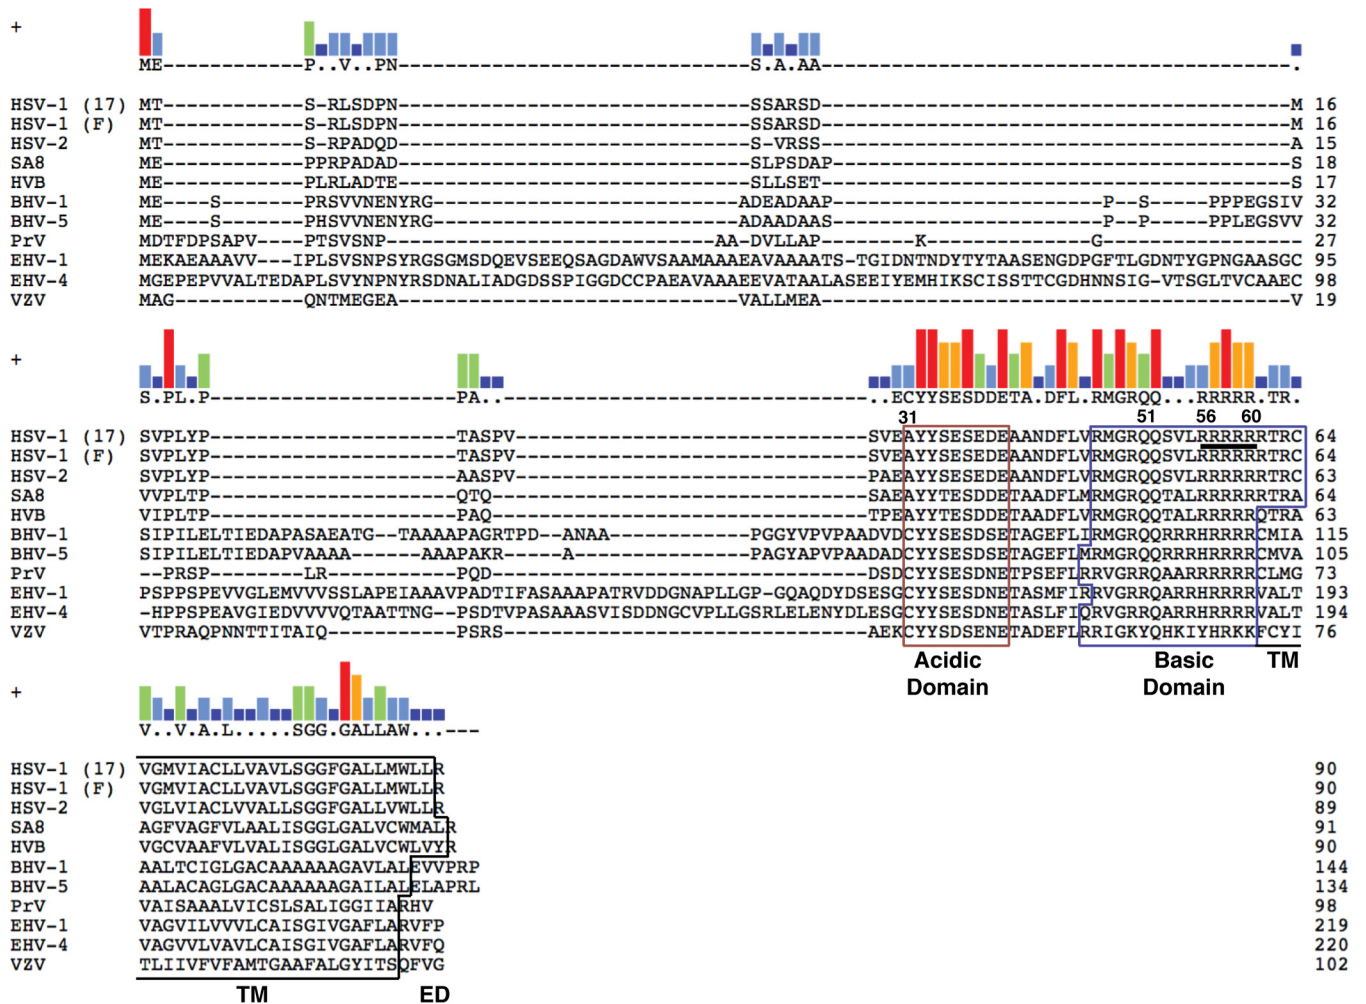 +
ME------------P..V..PN------------------------------S.A.AA----------------------------------------.
HSV-1 (17) MT------------S-RLSDPN------------------------------SSARSD----------------------------------------M 16
HSV-1 (F) MT------------S-RLSDPN------------------------------SSARSD----------------------------------------M 16
HSV-2 MT------------S-RPADQD------------------------------S-VRSS----------------------------------------A 15
SA8 ME------------PPRPADAD------------------------------SLPSDAP---------------------------------------S 18
HVB ME------------PLRLADTE------------------------------SLLSET----------------------------------------S 17
BHV-1 ME----S-------PRSVVNENYRG--------------------------ADEADAAP-----------------------P--S-----PPPEGSIV 32
BHV-5 ME----S-------PHSVVNENYRG--------------------------ADAADAAS-----------------------P--P-----PPLEGSVV 32
PrV MDTFDPSAPV----PTSVSNP----------------------------AA-DVLLAP--------K--------------G----------------- 27
EHV-1 MEKAEAAAVV---IPLSVSNPSYRGSGMSDQEVSEEQSAGDAWVSAAMAAAEAVAAAATS-TGIDNTNDYTYTAASENGDPGFTLGDNTYGPNGAASGC 95
EHV-4 MGEPEPVVALTEDAPLSVYNPNYRSDNALIADGDSSPIGGDCCPAEAVAAAEEVATAALASEEIYEMHIKSCISSTTCGDHNNSIG-VTSGLTVCAAEC 98
VZV MAG-----------QNTMEGEA-----------------------------VALLMEA----------------------------------------V 19
+
S.PL.P---------------------PA..-------------------------------..ECYYSESDDETA.DFL.RMGRQQ...RRRRR.TR.
31 51 56 60
HSV-1 (17) SVPLYP---------------------TASPV------------------------------SVEAYYSESEDEAANDFLVRMGRQQSVLRRRRRRTRC 64
HSV-1 (F) SVPLYP---------------------TASPV------------------------------SVEAYYSESEDEAANDFLVRMGRQQSVLRRRRRRTRC 64
HSV-2 SVPLYP---------------------AASPV------------------------------PAEAYYSESEDEAANDFLVRMGRQQSVLRRRRRRTRC 63
SA8 VVPLTP---------------------QTQ--------------------------------SAEAYYTESDDETAADFLMRMGRQQTALRRRRRRTRA 64
HVB VIPLTP---------------------PAQ--------------------------------TPEAYYTESDDETAADFLVRMGRQQTALRRRRRQTRA 63
BHV-1 SIPILELTIEDAPASAEATG--TAAAAPAGRTPD--ANAA------------PGGYVPVPAADVDCYYSESDSETAGEFLIRMGRQQRRRHRRRRCMIA 115
BHV-5 SIPILELTIEDAPVAAAA------AAAPAKR-----A---------------PAGYAPVPAADADCYYSESDSETAGEFLMRMGRQQRRRHRRRRCMVA 105
PrV --PRSP--------LR-----------PQD--------------------------------DSDCYYSESDNETPSEFLRRVGRRQAARRRRRRCLMG 73
EHV-1 PSPPSPEVVGLEMVVVSSLAPEIAAAVPADTIFASAAAPATRVDDGNAPLLGP-GQAQDYDSESGCYYSESDNETASMFIRRVGRRQARRHRRRRVALT 193
EHV-4 -HPPSPEAVGIEDVVVVQTAATTNG--PSDTVPASAAASVISDDNGCVPLLGSRLELENYDLESGCYYSESDNETASLFIQRVGRRQARRHRRRRVALT 194
VZV VTPRAQPNNTTITAIQ-----------PSRS-------------------------------AEKCYYSDSENETADEFLRRIGKYQHKIYHRKKFCYI 76
Acidic Domain
Basic Domain
TM
+
V..V.A.L.....SGG.GALLAW...---
HSV-1 (17) VGMVIACLLVAVLSGGFGALLMWLLR 90
HSV-1 (F) VGMVIACLLVAVLSGGFGALLMWLLR 90
HSV-2 VGLVIACLVVALLSGGFGALLVWLLR 89
SA8 AGFVAGFVLAALISGGLGALVCWMALR 91
HVB VGCVAAFVLVALISGGLGALVCWLVYR 90
BHV-1 AALTCIGLGACAAAAAAGAVLALEVVPRP 144
BHV-5 AALACAGLGACAAAAAAGAILALELAPRL 134
PrV VAISAAALVICSLSALIGGIIARHV 98
EHV-1 VAGVILVVVLCAISGIVGAFLARVFP 219
EHV-4 VAGVVLVAVLCAISGIVGAFLARVFQ 220
VZV TLIIVFVFAMTGAAFALGYITSQFVG 102
TM ED